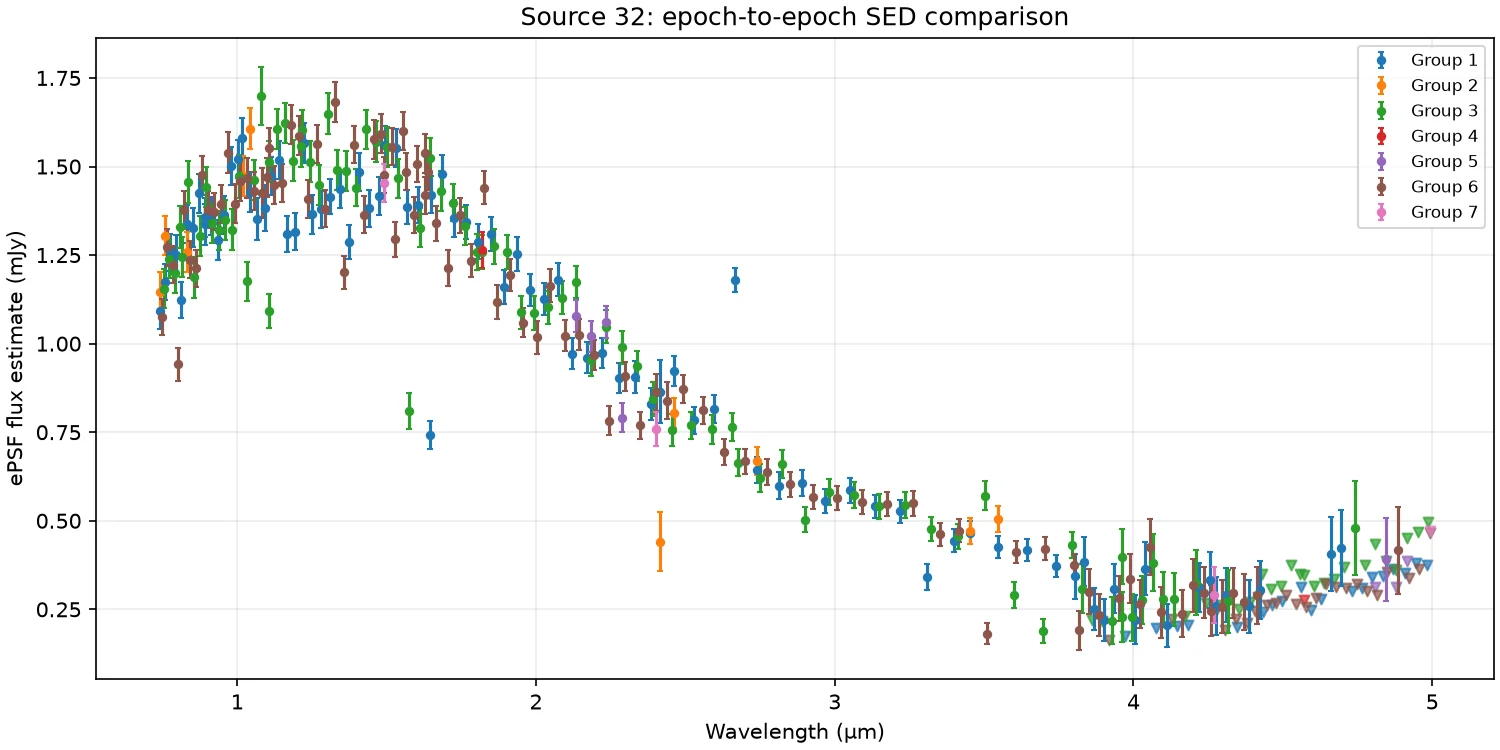 Source 32: epoch-to-epoch SED comparison
ePSF flux estimate (mJy)
1.75
1.50
1.25
1.00
0.75
0.50
0.25
Group 1
Group 2
Group 3
Group 4
Group 5
Group 6
Group 7
1 2 3 4 5
Wavelength (μm)